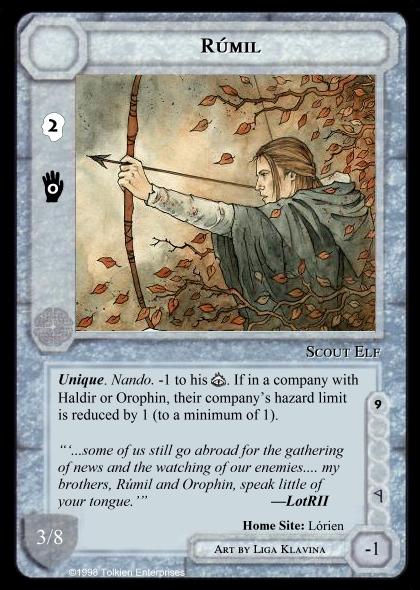 Rúmil
2
Scout Elf
Unique. Nando. -1 to his . If in a company with
Haldir or Orophin, their company's hazard limit
is reduced by 1 (to a minimum of 1).
9
“‘...some of us still go abroad for the gathering
of news and the watching of our enemies.... my
brothers, Rúmil and Orophin, speak little of
your tongue.’” —LotRII
Home Site: Lórien
3/8
Art by Liga Klavina
-1
©1998 Tolkien Enterprises